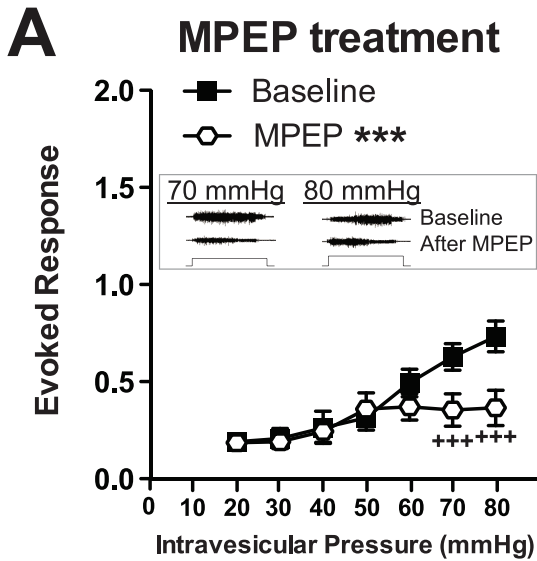 A
MPEP treatment
Baseline
MPEP ***
70 mmHg 80 mmHg
Baseline
After MPEP
Evoked Response
2.0
1.5
1.0
0.5
0.0
+++ +++
0 10 20 30 40 50 60 70 80
Intravesicular Pressure (mmHg)